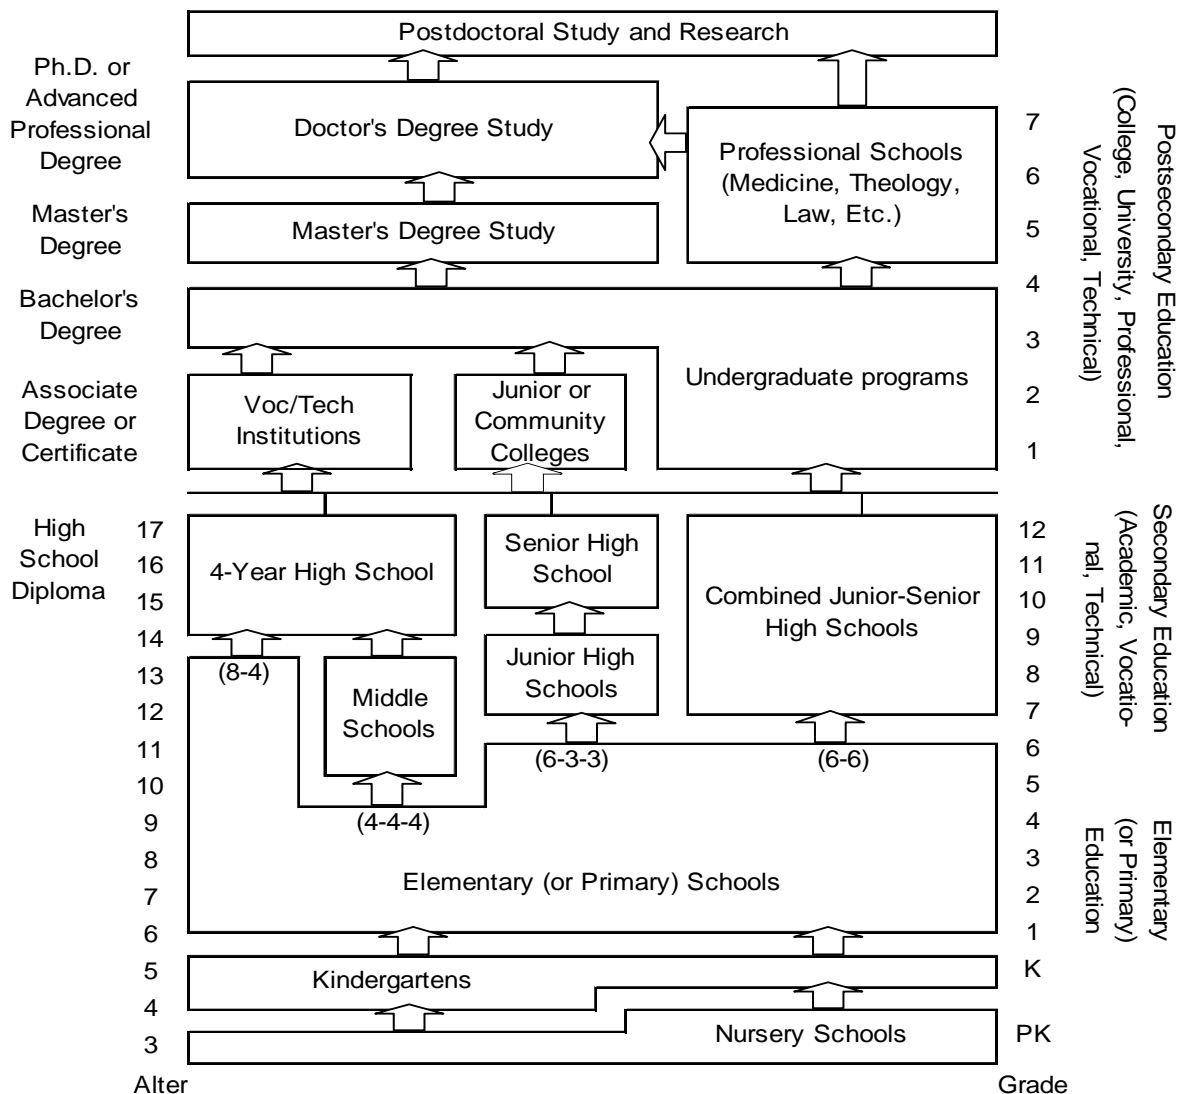 Postdoctoral Study and Research
Ph.D. or
Advanced
Professional
Degree
Doctor's Degree Study
Professional Schools
(Medicine, Theology,
Law, Etc.)
7
6
Master's
Degree
Master's Degree Study
5
Bachelor's
Degree
4
3
Undergraduate programs
Associate
Degree or
Certificate
Voc/Tech
Institutions
Junior or
Community
Colleges
2
1
Postsecondary Education
(College, University, Professional,
Vocational, Technical)
High
School
Diploma
17
16
15
14
13
12
11
10
9
8
7
6
5
4
3
Alter
4-Year High School
Senior High
School
Combined Junior-Senior
High Schools
Junior High
Schools
(8-4)
Middle
Schools
(6-3-3)
(6-6)
(4-4-4)
Elementary (or Primary) Schools
Kindergartens
Nursery Schools
12
11
10
9
8
7
6
5
4
3
2
1
K
PK
Grade
Secondary Education
(Academic, Vocatio-
nal, Technical)
Elementary
(or Primary)
Education